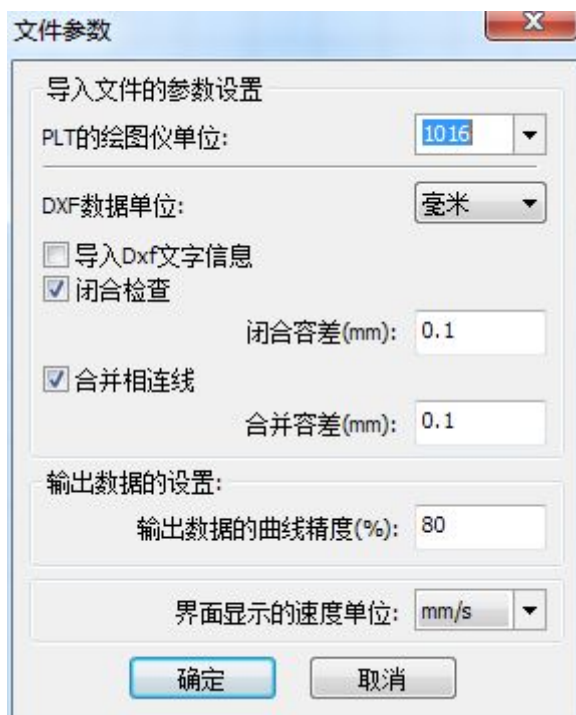 文件参数
导入文件的参数设置
PLT的绘图仪单位: 1016
DXF数据单位: 毫米
导入Dxf文字信息
闭合检查
闭合容差(mm): 0.1
合并相连线
合并容差(mm): 0.1
输出数据的设置:
输出数据的曲线精度(%): 80
界面显示的速度单位: mm/s
确定 取消